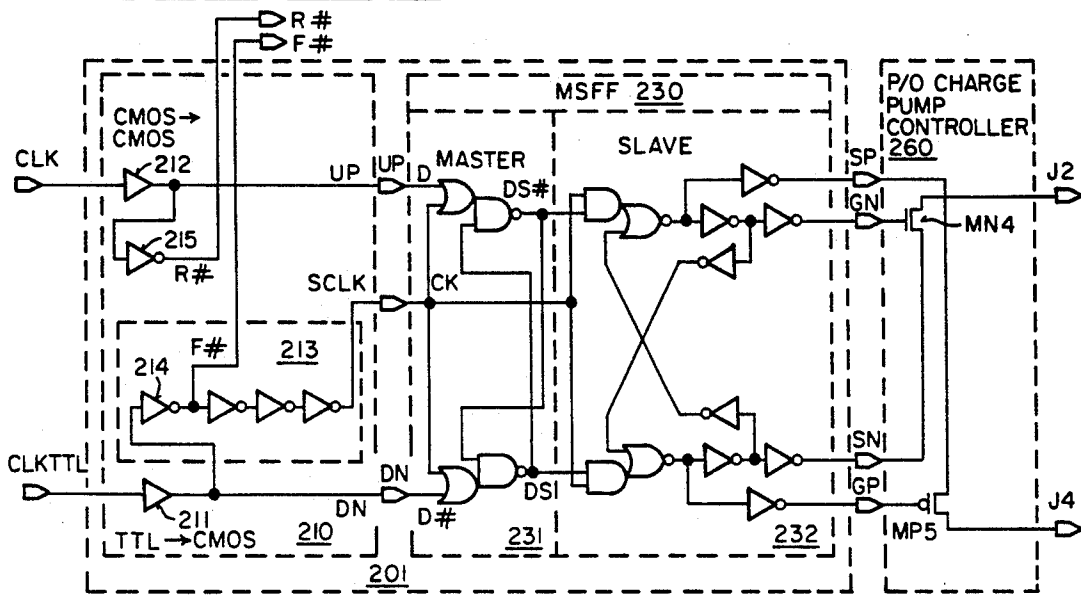 R#
F#
MSFF 230
P/O CHARGE
PUMP
CONTROLLER
260
CMOS→
CMOS
CLK
212
UP
UP
D
MASTER
SLAVE
DS#
SP
GN
J2
MN4
215
R#
SCLK
CK
F#
213
214
CLKTTL
DN
DN
D#
DS
SN
GP
J4
MP5
211
TTL→CMOS
210
231
232
201